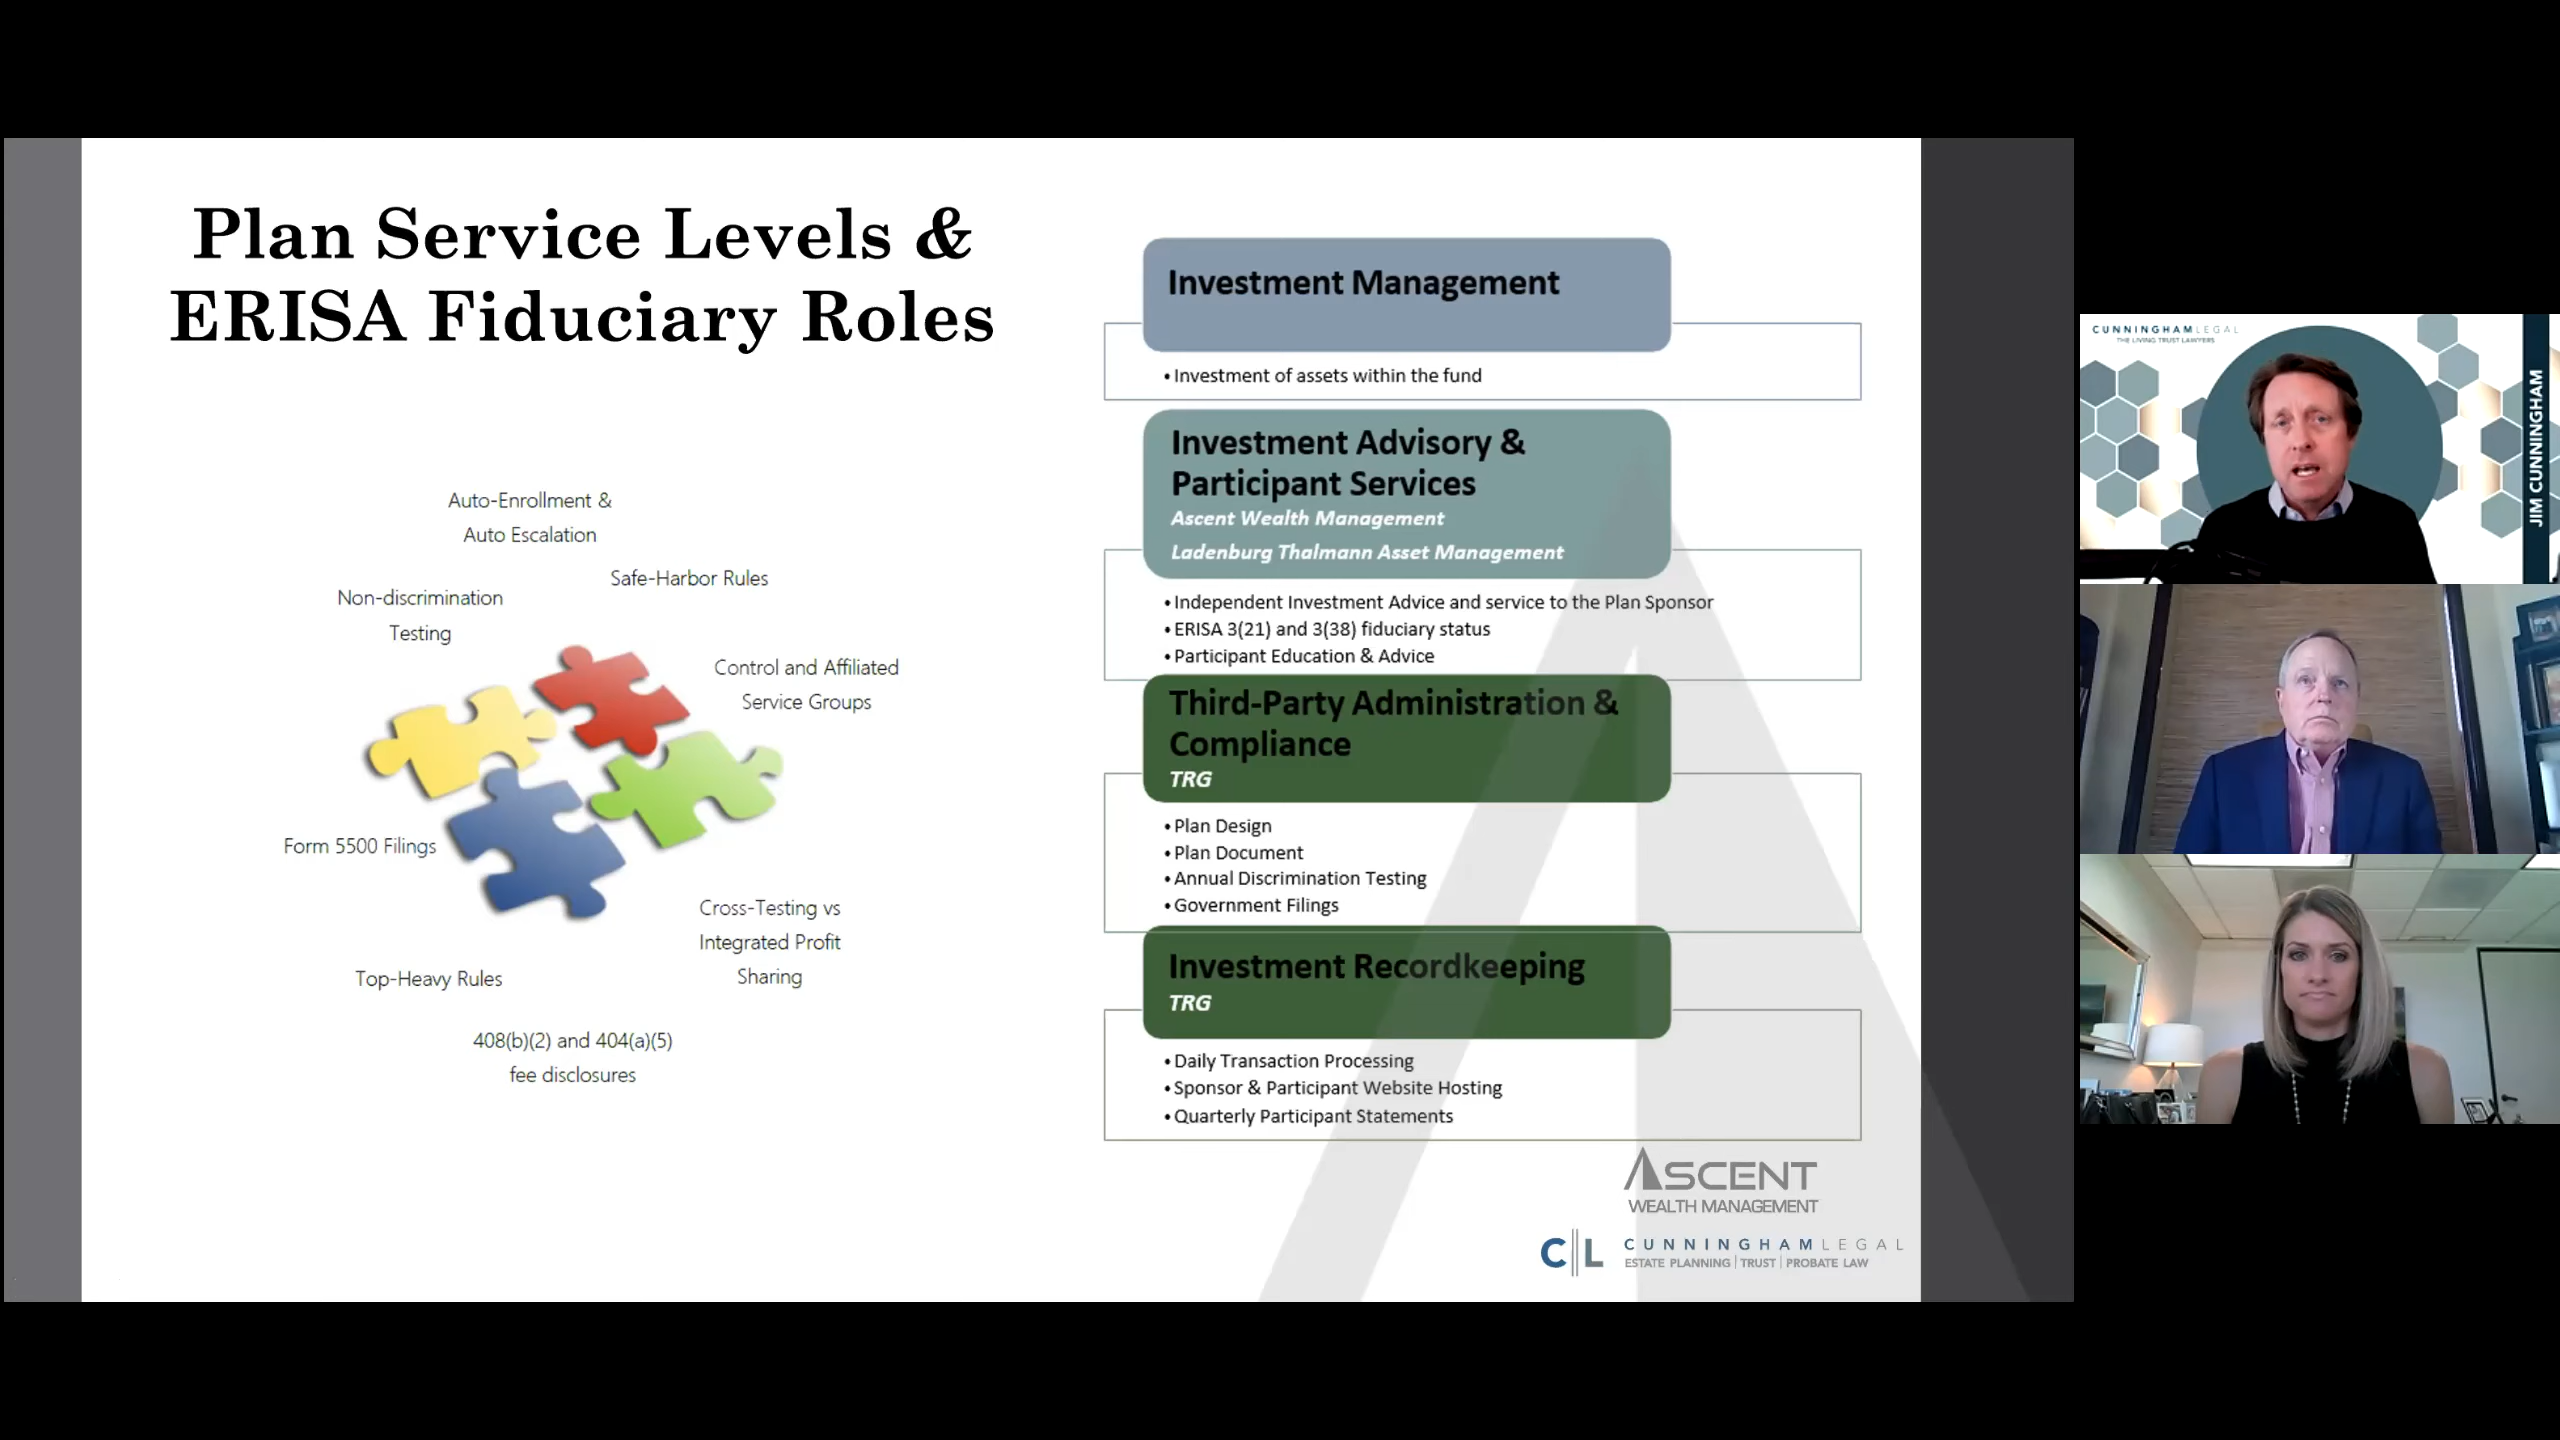 Plan Service Levels &
ERISA Fiduciary Roles
Auto-Enrollment &
Auto Escalation
Safe-Harbor Rules
Non-discrimination
Testing
Control and Affiliated
Service Groups
Form 5500 Filings
Cross-Testing vs
Integrated Profit
Sharing
Top-Heavy Rules
408(b)(2) and 404(a)(5)
fee disclosures
Investment Management
• Investment of assets within the fund
Investment Advisory &
Participant Services
Ascent Wealth Management
Ladenburg Thalmann Asset Management
• Independent Investment Advice and service to the Plan Sponsor
• ERISA 3(21) and 3(38) fiduciary status
• Participant Education & Advice
Third-Party Administration &
Compliance
TRG
• Plan Design
• Plan Document
• Annual Discrimination Testing
• Government Filings
Investment Recordkeeping
TRG
• Daily Transaction Processing
• Sponsor & Participant Website Hosting
• Quarterly Participant Statements
ASCENT
WEALTH MANAGEMENT
C||L CUNNINGHAMLEGAL
ESTATE PLANNING | TRUST | PROBATE LAW
CUNNINGHAMLEGAL
THE LIVING TRUST LAWYERS
JIM CUNNINGHAM